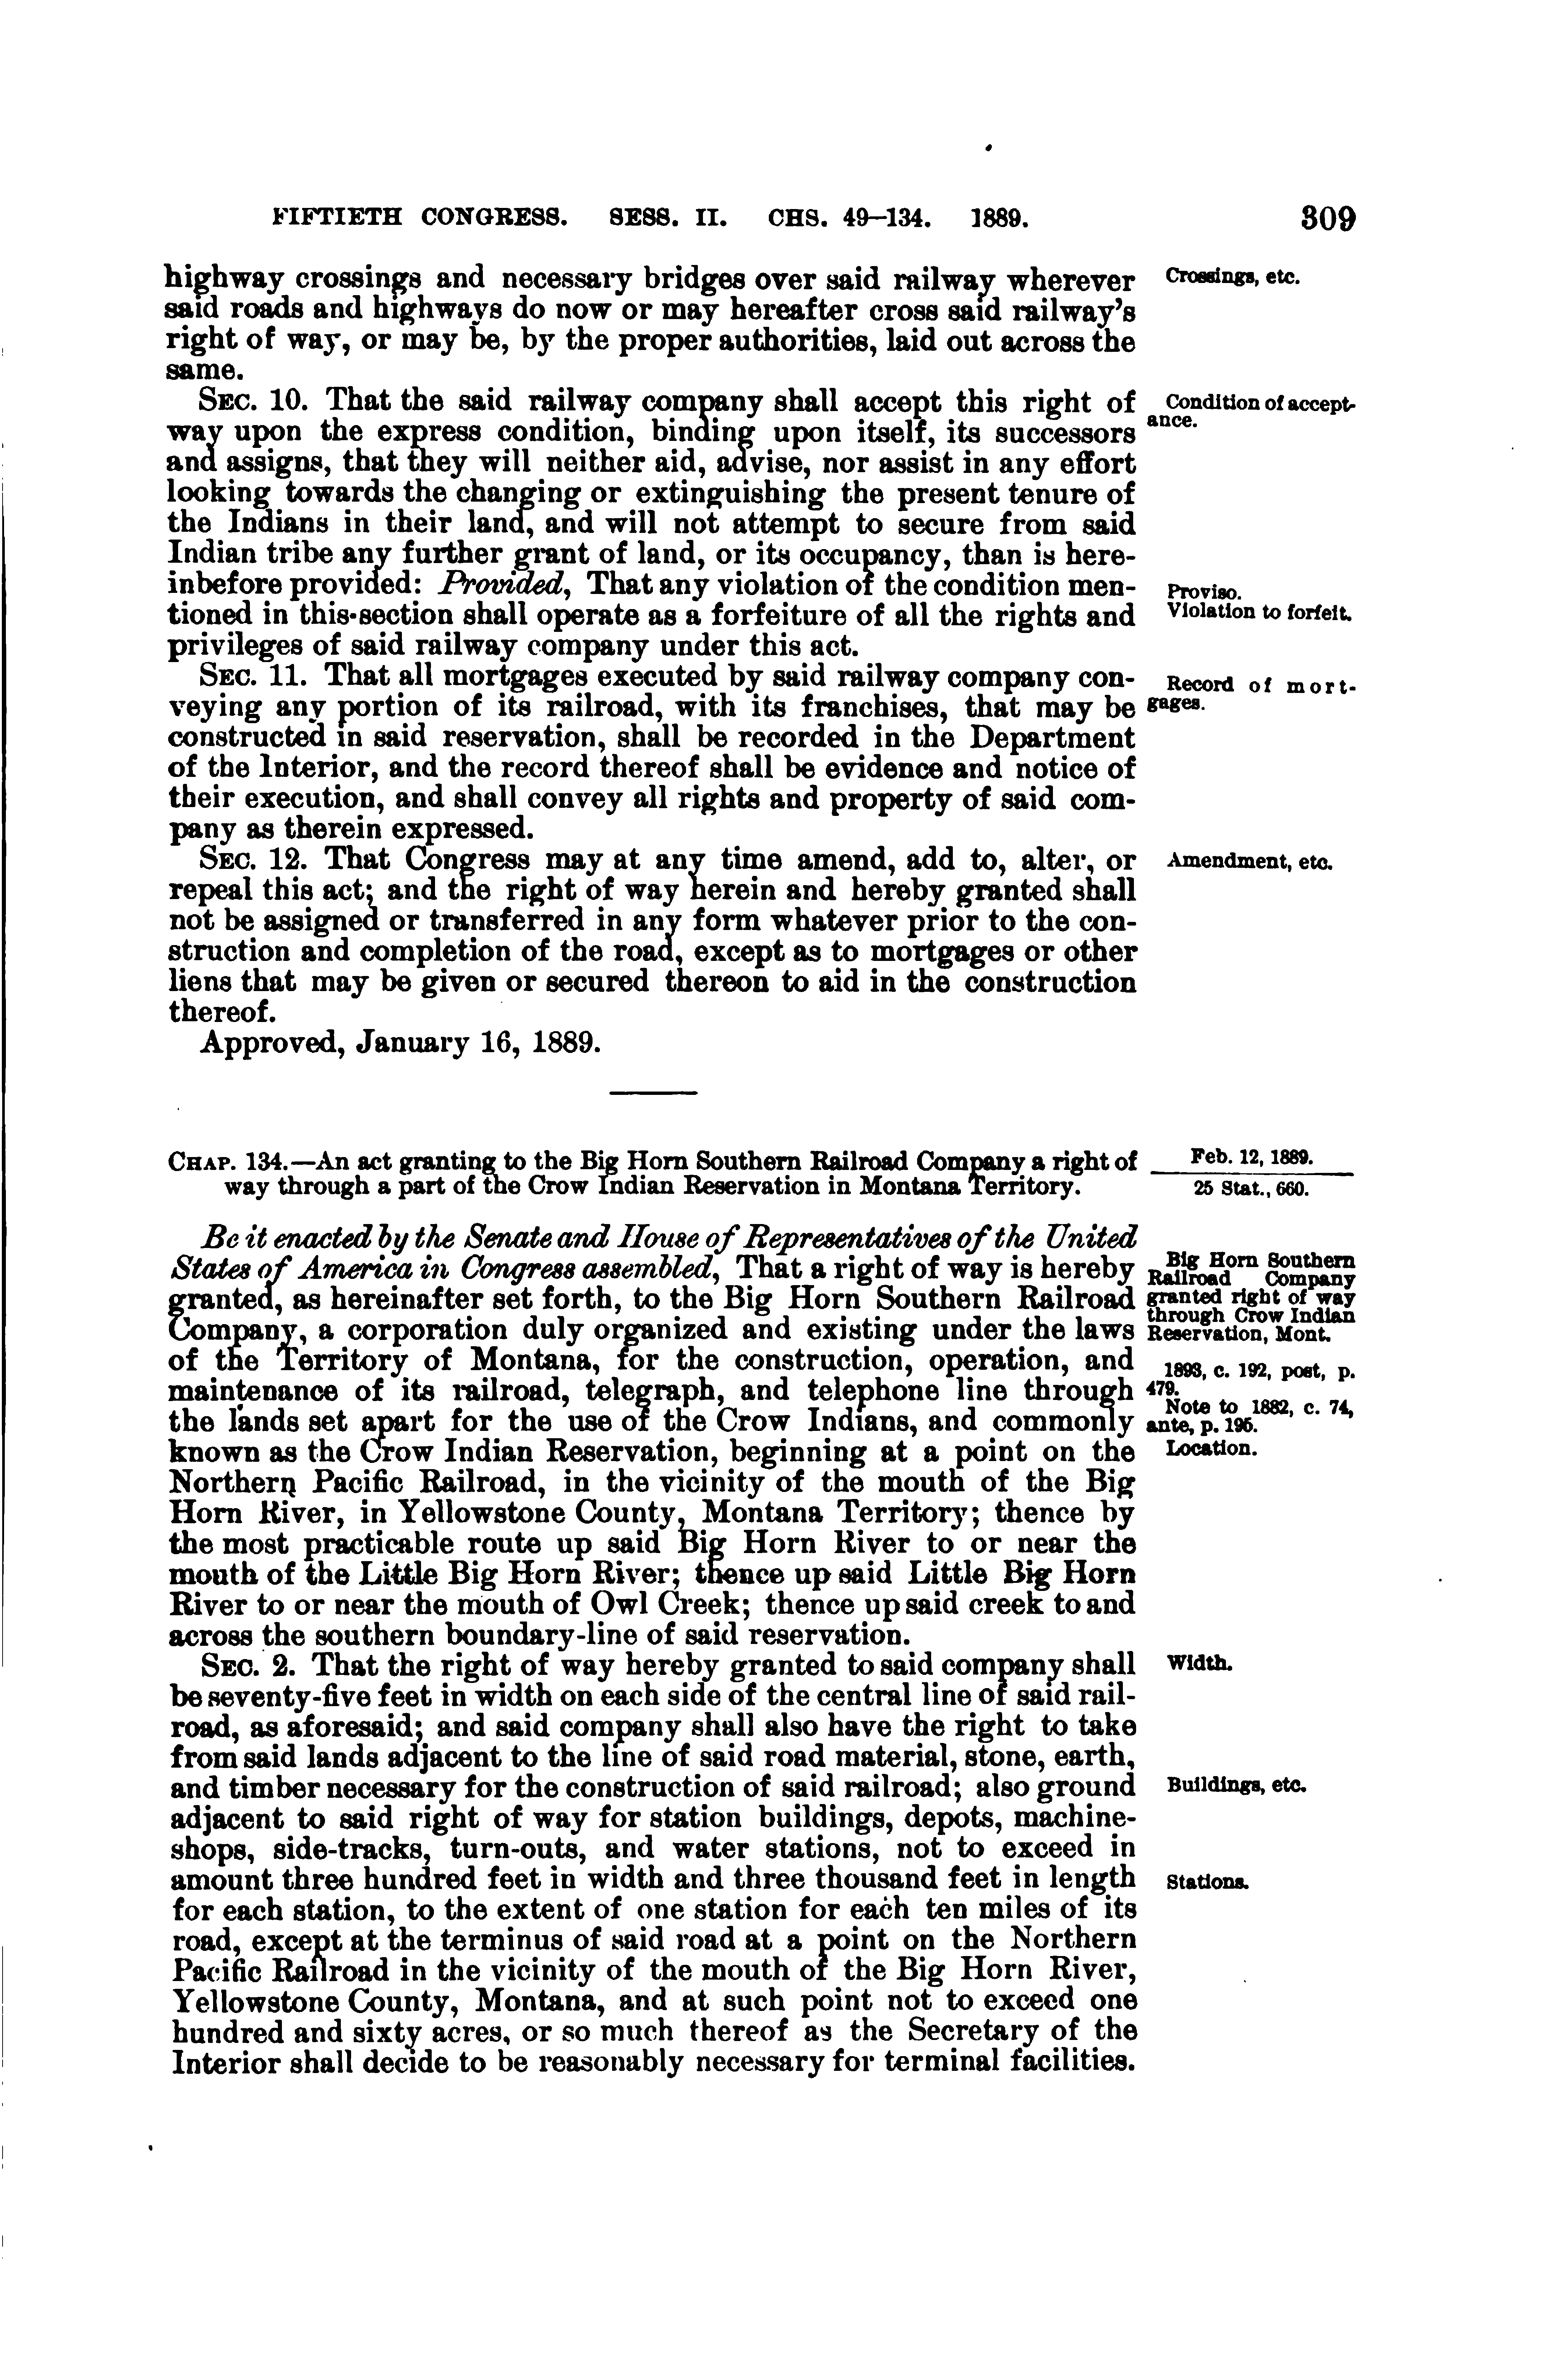 FIFTIETH CONGRESS. SESS. II. CHS. 49–134. 1889. 309
highway crossings and necessary bridges over said railway wherever
said roads and highways do now or may hereafter cross said railway's
right of way, or may be, by the proper authorities, laid out across the
same.
Crossings, etc.
SEC. 10. That the said railway company shall accept this right of
way upon the express condition, binding upon itself, its successors
and assigns, that they will neither aid, advise, nor assist in any effort
looking towards the changing or extinguishing the present tenure of
the Indians in their land, and will not attempt to secure from said
Indian tribe any further grant of land, or its occupancy, than is here-
inbefore provided: Provided, That any violation of the condition men-
tioned in this section shall operate as a forfeiture of all the rights and
privileges of said railway company under this act.
Condition of accept-
ance.
Proviso.
Violation to forfeit.
SEC. 11. That all mortgages executed by said railway company con-
veying any portion of its railroad, with its franchises, that may be
constructed in said reservation, shall be recorded in the Department
of the Interior, and the record thereof shall be evidence and notice of
their execution, and shall convey all rights and property of said com-
pany as therein expressed.
Record of mort-
gages.
SEC. 12. That Congress may at any time amend, add to, alter, or
repeal this act; and the right of way herein and hereby granted shall
not be assigned or transferred in any form whatever prior to the con-
struction and completion of the road, except as to mortgages or other
liens that may be given or secured thereon to aid in the construction
thereof.
Amendment, etc.
Approved, January 16, 1889.
CHAP. 134.—An act granting to the Big Horn Southern Railroad Company a right of
way through a part of the Crow Indian Reservation in Montana Territory.
Feb. 12, 1889.
25 Stat., 660.
Be it enacted by the Senate and House of Representatives of the United
States of America in Congress assembled, That a right of way is hereby
granted, as hereinafter set forth, to the Big Horn Southern Railroad
Company, a corporation duly organized and existing under the laws
of the Territory of Montana, for the construction, operation, and
maintenance of its railroad, telegraph, and telephone line through
the lands set apart for the use of the Crow Indians, and commonly
known as the Crow Indian Reservation, beginning at a point on the
Northern Pacific Railroad, in the vicinity of the mouth of the Big
Horn River, in Yellowstone County, Montana Territory; thence by
the most practicable route up said Big Horn River to or near the
mouth of the Little Big Horn River; thence up said Little Big Horn
River to or near the mouth of Owl Creek; thence up said creek to and
across the southern boundary-line of said reservation.
Big Horn Southern
Railroad Company
granted right of way
through Crow Indian
Reservation, Mont.
1893, c. 192, post, p.
479.
Note to 1882, c. 74,
ante, p. 196.
Location.
SEC. 2. That the right of way hereby granted to said company shall
be seventy-five feet in width on each side of the central line of said rail-
road, as aforesaid; and said company shall also have the right to take
from said lands adjacent to the line of said road material, stone, earth,
and timber necessary for the construction of said railroad; also ground
adjacent to said right of way for station buildings, depots, machine-
shops, side-tracks, turn-outs, and water stations, not to exceed in
amount three hundred feet in width and three thousand feet in length
for each station, to the extent of one station for each ten miles of its
road, except at the terminus of said road at a point on the Northern
Pacific Railroad in the vicinity of the mouth of the Big Horn River,
Yellowstone County, Montana, and at such point not to exceed one
hundred and sixty acres, or so much thereof as the Secretary of the
Interior shall decide to be reasonably necessary for terminal facilities.
Width.
Buildings, etc.
Stations.